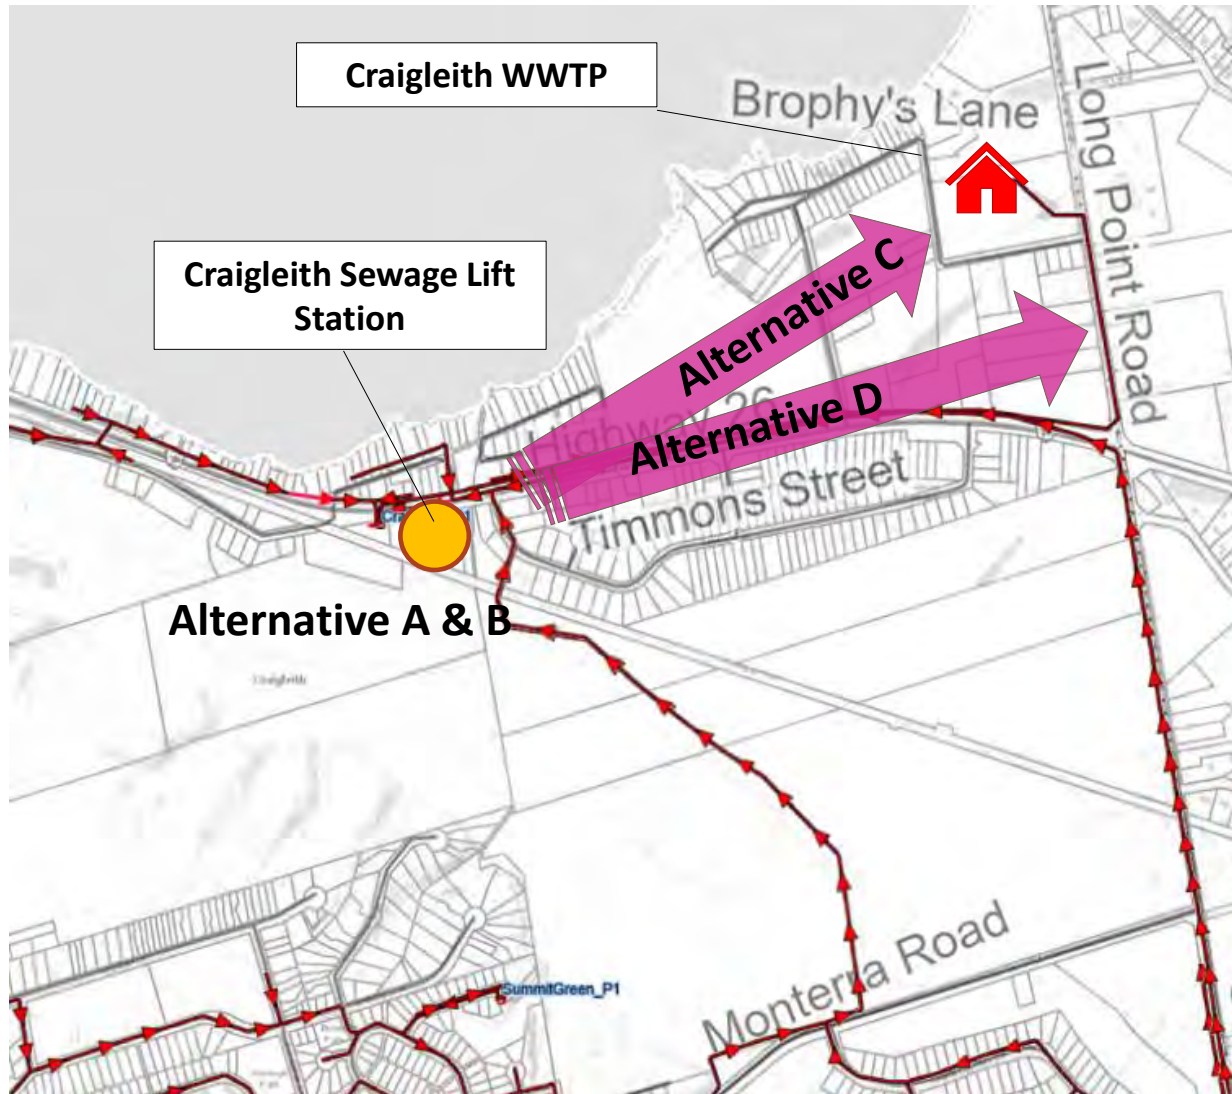 Craigleith WWTP
Brophy's Lane
Long Point Road
Craigleith Sewage Lift
Station
Alternative C
Highway 26
Alternative D
Timmons Street
Alternative A & B
Craigleith
SummitGreen_P1
Monterra Road